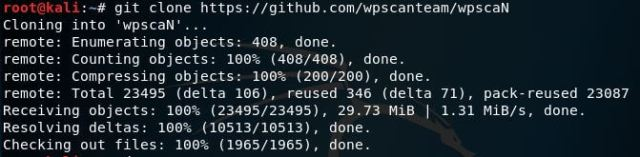 root@kali:~# git clone https://github.com/wpscanteam/wpscaN
Cloning into 'wpscaN'...
remote: Enumerating objects: 408, done.
remote: Counting objects: 100% (408/408), done.
remote: Compressing objects: 100% (200/200), done.
remote: Total 23495 (delta 106), reused 346 (delta 71), pack-reused 23087
Receiving objects: 100% (23495/23495), 29.73 MiB | 1.31 MiB/s, done.
Resolving deltas: 100% (10513/10513), done.
Checking out files: 100% (1965/1965), done.